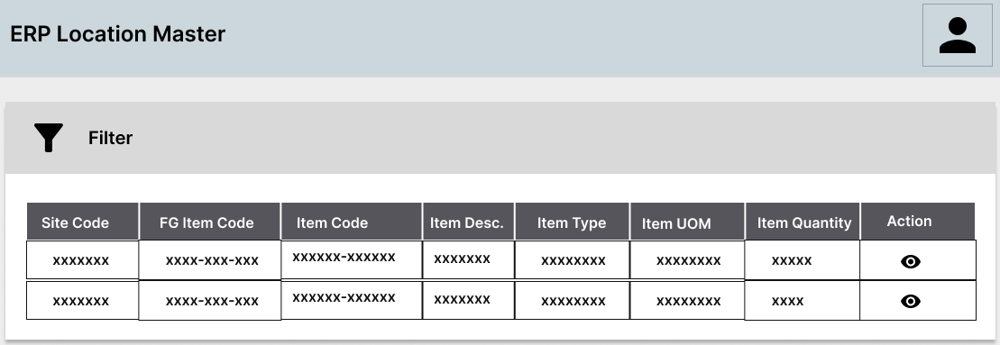 ERP Location Master
Filter
Site Code FG Item Code Item Code Item Desc. Item Type Item UOM Item Quantity Action
xxxxxxx xxxx-xxx-xxx xxxxxx-xxxxxx xxxxxxx xxxxxxxx xxxxxxxx xxxxx
xxxxxxx xxxx-xxx-xxx xxxxxx-xxxxxx xxxxxxx xxxxxxxx xxxxxxxx xxxx